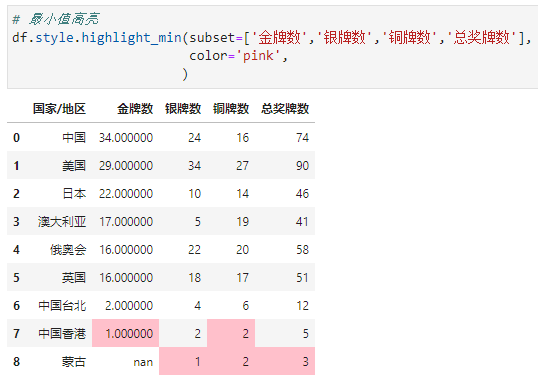 # 最小值高亮
df.style.highlight_min(subset=['金牌数','银牌数','铜牌数','总奖牌数'],
color='pink',
)
国家/地区 金牌数 银牌数 铜牌数 总奖牌数
0 中国 34.000000 24 16 74
1 美国 29.000000 34 27 90
2 日本 22.000000 10 14 46
3 澳大利亚 17.000000 5 19 41
4 俄奥会 16.000000 22 20 58
5 英国 16.000000 18 17 51
6 中国台北 2.000000 4 6 12
7 中国香港 1.000000 2 2 5
8 蒙古 nan 1 2 3